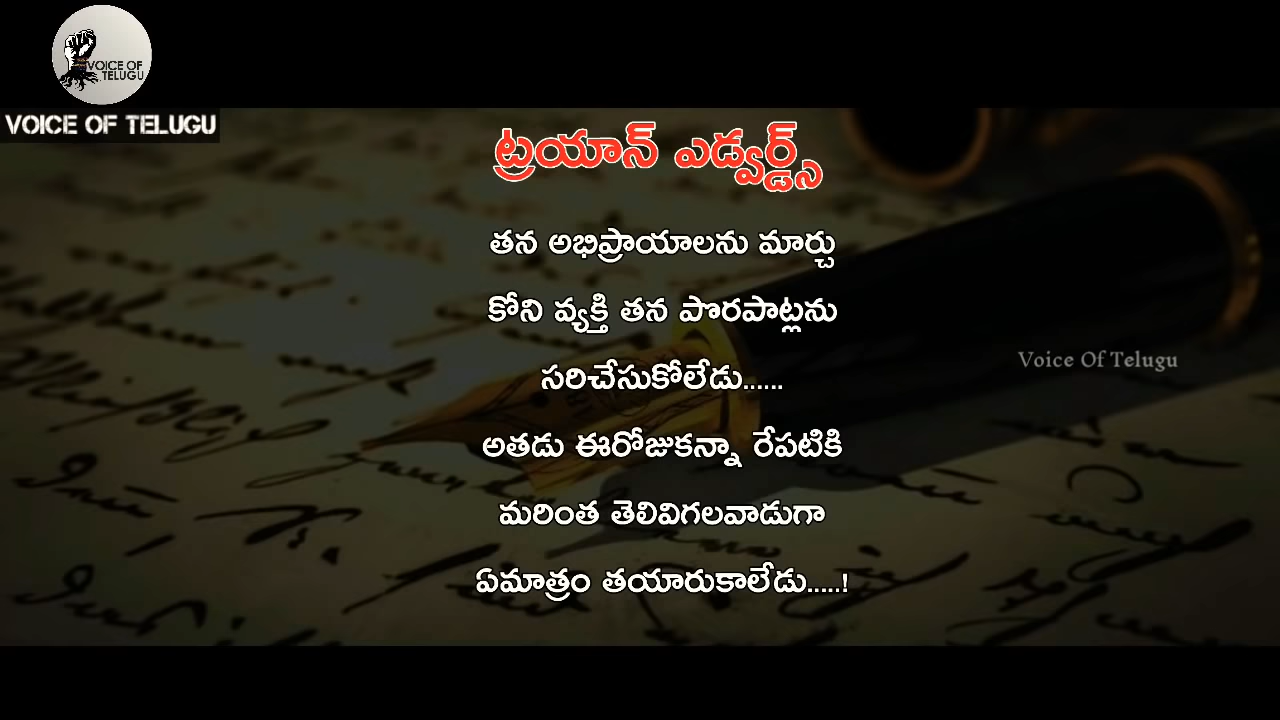 VOICE OF
TELUGU
VOICE OF TELUGU
ట్రయాన్ ఎడ్వర్డ్స్
తన అభిప్రాయాలను మార్చు
కోని వ్యక్తి తన పొరపాట్లను
సరిచేసుకోలేడు......
Voice Of Telugu
అతడు ఈరోజుకన్నా రేపటికి
మరింత తెలివిగలవాడుగా
ఏమాత్రం తయారుకాలేడు.....!